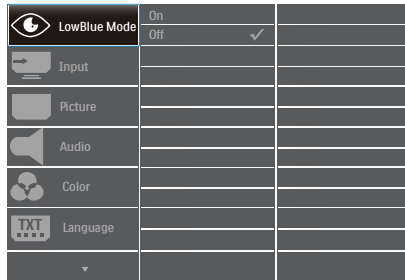 LowBlue Mode
On
Off
Input
Picture
Audio
Color
TXT
Language